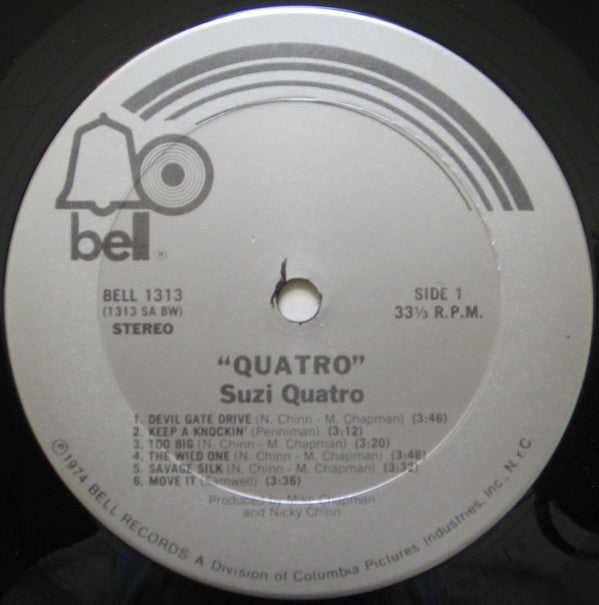 bell
BELL 1313
(1313 SA BW)
STEREO
SIDE 1
33⅓ R.P.M.
“QUATRO”
Suzi Quatro
1. DEVIL GATE DRIVE (N. Chinn - M. Chapman) (3:46)
2. KEEP A KNOCKIN' (Penniman) (3:12)
3. TOO BIG (N. Chinn - M. Chapman) (3:20)
4. THE WILD ONE (N. Chinn - M. Chapman) (3:46)
5. SAVAGE SILK (N. Chinn - M. Chapman) (3:32)
6. MOVE IT (Samwell) (3:36)
Produced by Mike Chapman
and Nicky Chinn
Ⓟ 1974 BELL RECORDS A Division of Columbia Pictures Industries, Inc., N.Y.C.